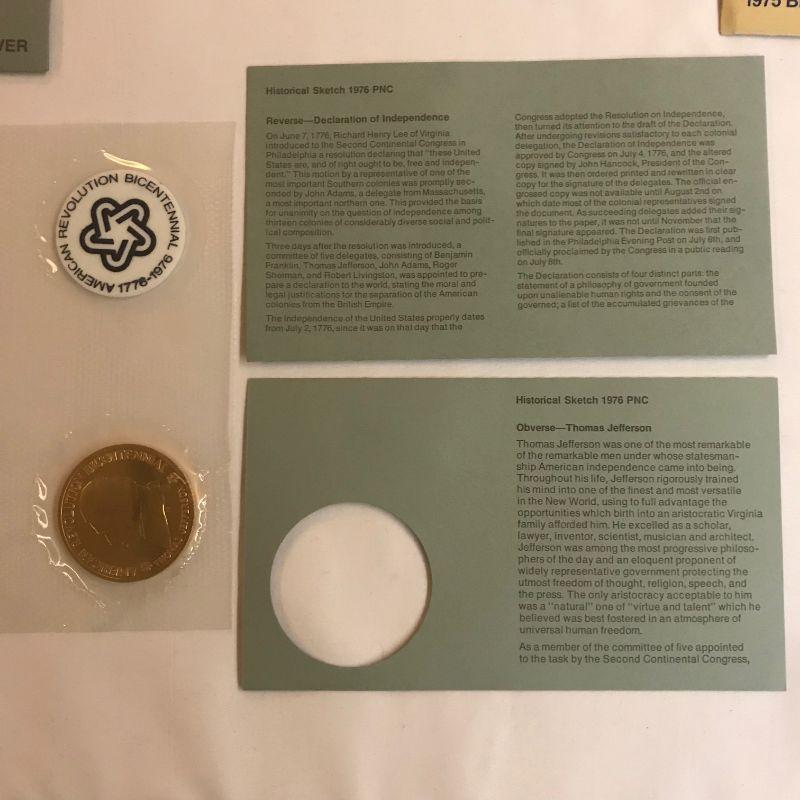 VER
1975 B
AMERICAN REVOLUTION BICENTENNIAL 1776-1976
REVOLUTION BICENTENNIAL
Historical Sketch 1976 PNC
Reverse—Declaration of Independence
On June 7, 1776, Richard Henry Lee of Virginia
introduced to the Second Continental Congress in
Philadelphia a resolution declaring that "these United
States are, and of right ought to be, free and indepen-
dent." This motion by a representative of one of the
most important Southern colonies was promptly sec-
onded by John Adams, a delegate from Massachusetts,
a most important northern one. This provided the basis
for unanimity on the question of independence among
thirteen colonies of considerably diverse social and polit-
ical composition.
Three days after the resolution was introduced, a
committee of five delegates, consisting of Benjamin
Franklin, Thomas Jefferson, John Adams, Roger
Sherman, and Robert Livingston, was appointed to pre-
pare a declaration to the world, stating the moral and
legal justifications for the separation of the American
colonies from the British Empire.
The independence of the United States properly dates
from July 2, 1776, since it was on that day that the
Congress adopted the Resolution on Independence,
then turned its attention to the draft of the Declaration.
After undergoing revisions satisfactory to each colonial
delegation, the Declaration of Independence was
approved by Congress on July 4, 1776, and the altered
copy signed by John Hancock, President of the Con-
gress. It was then ordered printed and rewritten in clear
copy for the signature of the delegates. The official en-
grossed copy was not available until August 2nd on
which date most of the colonial representatives signed
the document. As succeeding delegates added their sig-
natures to the paper, it was not until November that the
final signature appeared. The Declaration was first pub-
lished in the Philadelphia Evening Post on July 6th, and
officially proclaimed by the Congress in a public reading
on July 8th.
The Declaration consists of four distinct parts: the
statement of a philosophy of government founded
upon unalienable human rights and the consent of the
governed; a list of the accumulated grievances of the
Historical Sketch 1976 PNC
Obverse—Thomas Jefferson
Thomas Jefferson was one of the most remarkable
of the remarkable men under whose statesman-
ship American independence came into being.
Throughout his life, Jefferson rigorously trained
his mind into one of the finest and most versatile
in the New World, using to full advantage the
opportunities which birth into an aristocratic Virginia
family afforded him. He excelled as a scholar,
lawyer, inventor, scientist, musician and architect.
Jefferson was among the most progressive philoso-
phers of the day and an eloquent proponent of
widely representative government protecting the
utmost freedom of thought, religion, speech, and
the press. The only aristocracy acceptable to him
was a "natural" one of "virtue and talent" which he
believed was best fostered in an atmosphere of
universal human freedom.
As a member of the committee of five appointed
to the task by the Second Continental Congress,